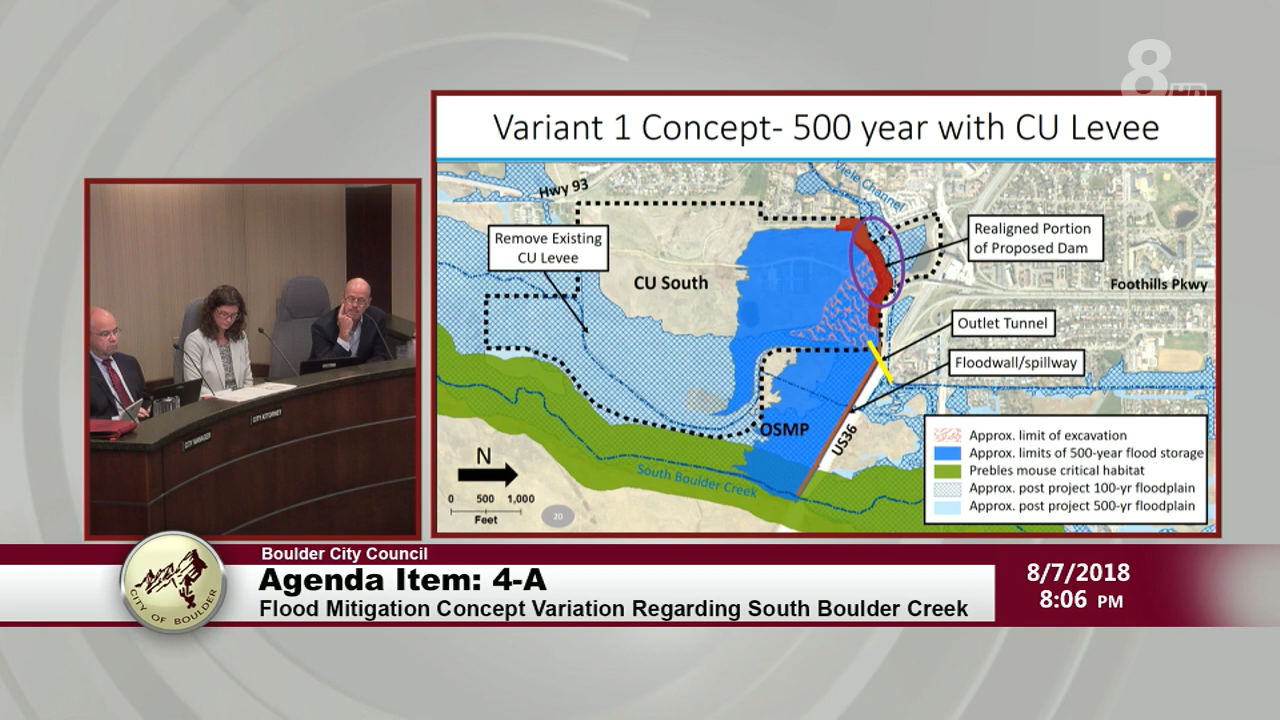 8
HD
Variant 1 Concept- 500 year with CU Levee
Hwy 93
Viele Channel
Remove Existing
CU Levee
CU South
Realigned Portion
of Proposed Dam
Foothills Pkwy
Outlet Tunnel
Floodwall/spillway
OSMP
US36
South Boulder Creek
N
0 500 1,000
Feet
20
Approx. limit of excavation
Approx. limits of 500-year flood storage
Prebles mouse critical habitat
Approx. post project 100-yr floodplain
Approx. post project 500-yr floodplain
CITY MANAGER
CITY ATTORNEY
CITY OF BOULDER
Boulder City Council
Agenda Item: 4-A
Flood Mitigation Concept Variation Regarding South Boulder Creek
8/7/2018
8:06 PM